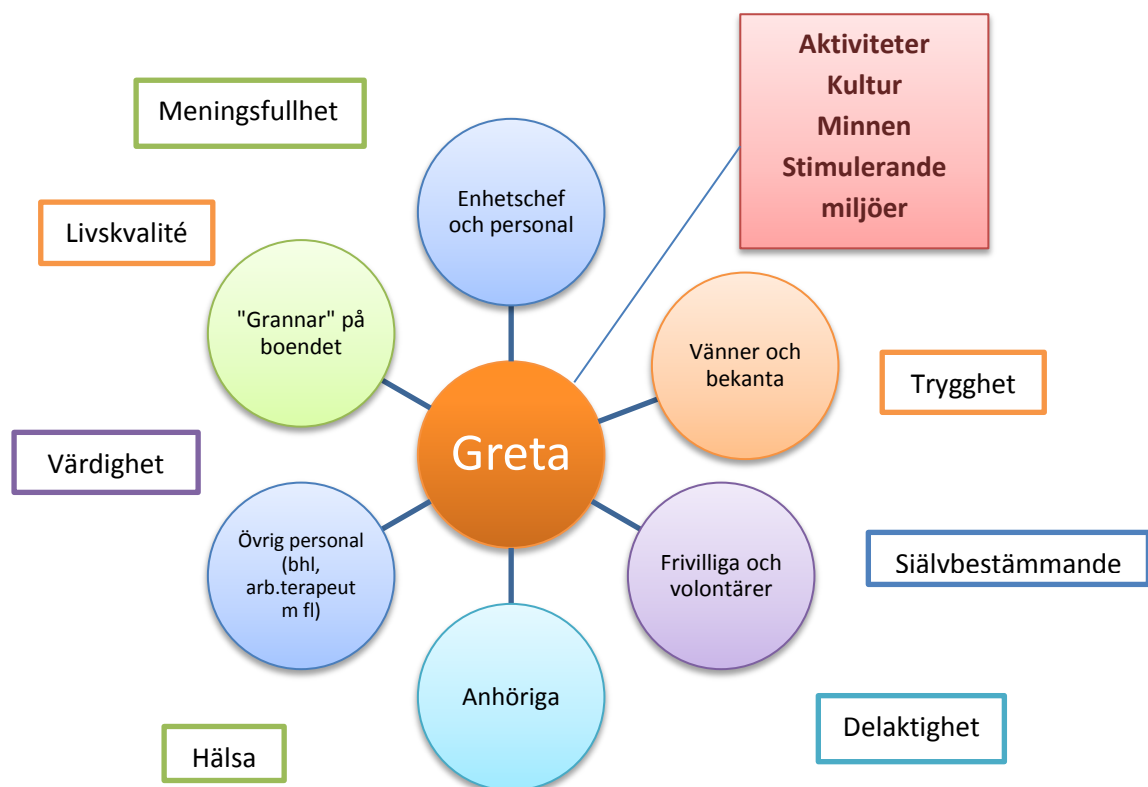 Aktiviteter
Kultur
Minnen
Stimulerande
miljöer
Meningsfullhet
Enhetschef
och personal
Livskvalité
"Grannar" på
boendet
Vänner och
bekanta
Trygghet
Greta
Värdighet
Övrig personal
(bhl,
arb.terapeut
m fl)
Frivilliga och
volontärer
Självbestämmande
Anhöriga
Delaktighet
Hälsa